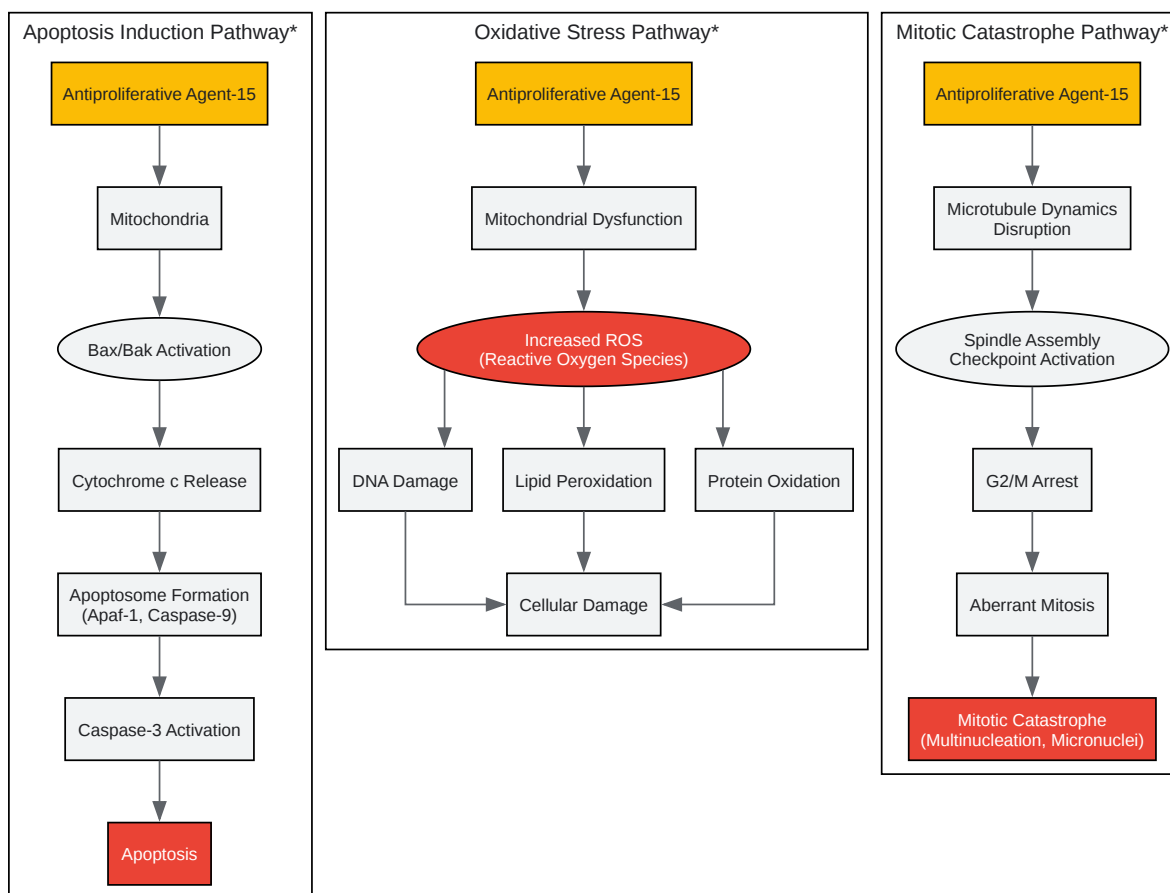 Apoptosis Induction Pathway*
Antiproliferative Agent-15
Mitochondria
Bax/Bak Activation
Cytochrome c Release
Apoptosome Formation
(Apaf-1, Caspase-9)
Caspase-3 Activation
Apoptosis
Oxidative Stress Pathway*
Antiproliferative Agent-15
Mitochondrial Dysfunction
Increased ROS
(Reactive Oxygen Species)
DNA Damage
Lipid Peroxidation
Protein Oxidation
Cellular Damage
Mitotic Catastrophe Pathway*
Antiproliferative Agent-15
Microtubule Dynamics
Disruption
Spindle Assembly
Checkpoint Activation
G2/M Arrest
Aberrant Mitosis
Mitotic Catastrophe
(Multinucleation, Micronuclei)